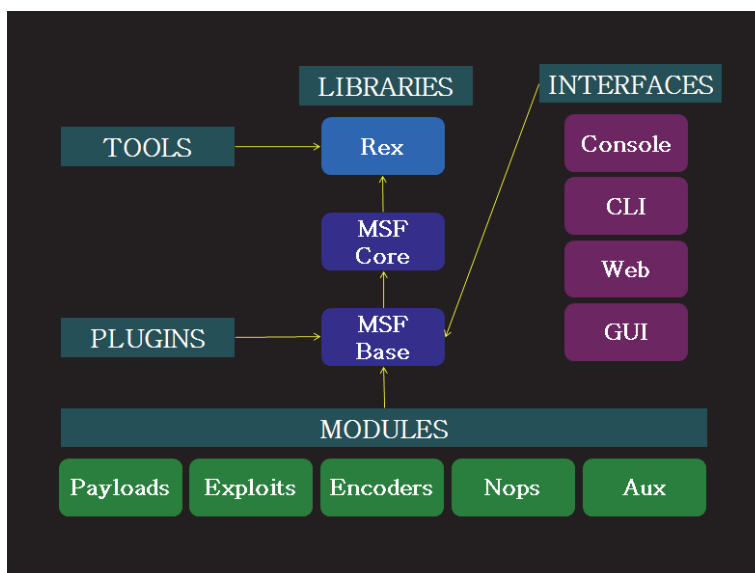 LIBRARIES
INTERFACES
TOOLS
Rex
Console
MSF
Core
CLI
Web
PLUGINS
MSF
Base
GUI
MODULES
Payloads
Exploits
Encoders
Nops
Aux